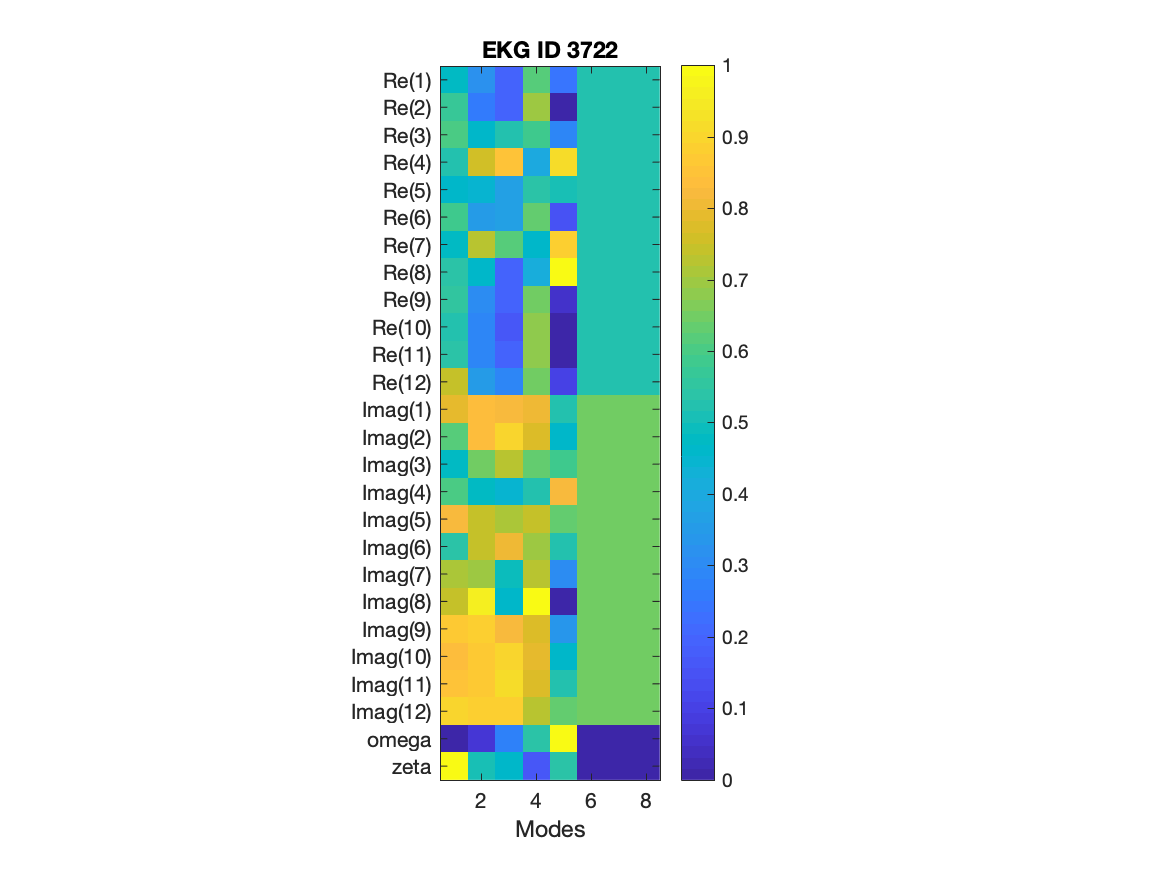 EKG ID 3722
Re(1)
Re(2)
Re(3)
Re(4)
Re(5)
Re(6)
Re(7)
Re(8)
Re(9)
Re(10)
Re(11)
Re(12)
Imag(1)
Imag(2)
Imag(3)
Imag(4)
Imag(5)
Imag(6)
Imag(7)
Imag(8)
Imag(9)
Imag(10)
Imag(11)
Imag(12)
omega
zeta
2 4 6 8
Modes
1
0.9
0.8
0.7
0.6
0.5
0.4
0.3
0.2
0.1
0